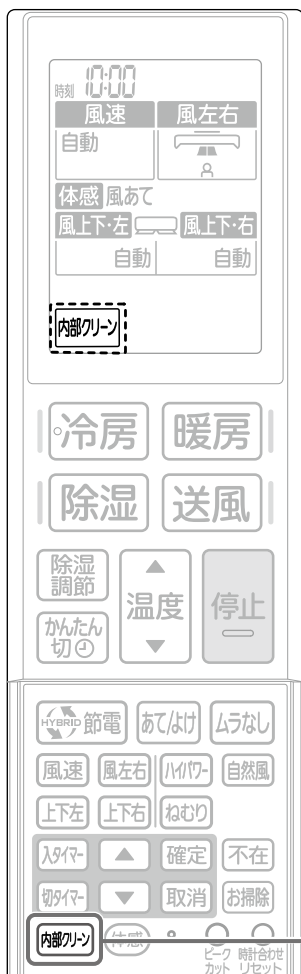 時刻 10:00
風速 風左右
自動
体感 風あて
風上下・左 風上下・右
自動 自動
内部クリーン
冷房 暖房
除湿 送風
除湿調節
温度
停止
かんたん切
HYBRID 節電 あて/よけ ムラなし
風速 風左右 ハイパワー 自然風
上下左 上下右 ねむり
入タイマー 確定 不在
切タイマー 取消 お掃除
内部クリーン 体感
ピークカット 時計合わせ リセット